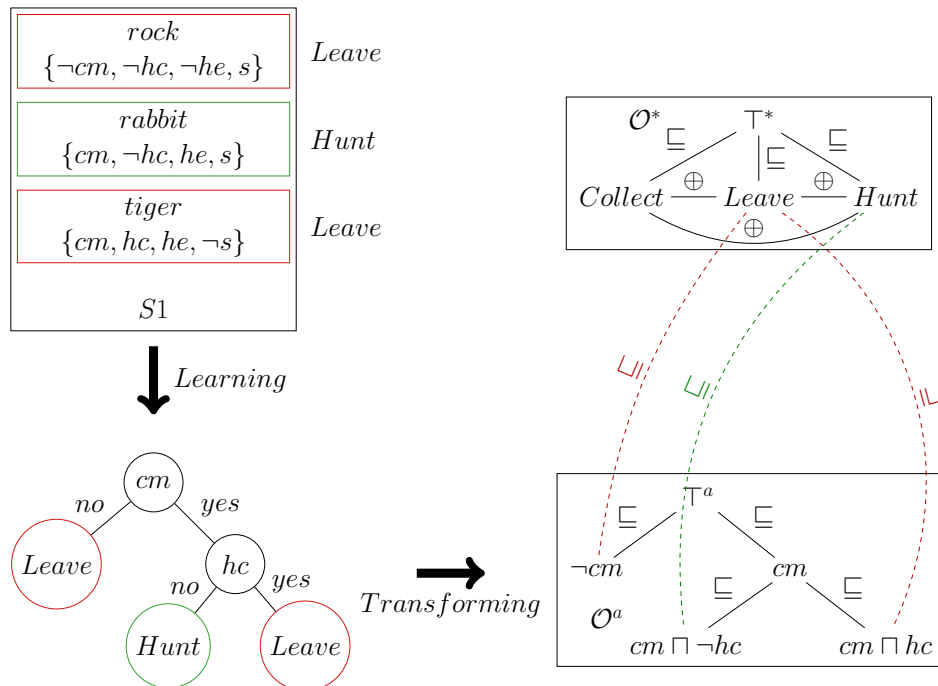 rock
{¬cm, ¬hc, ¬he, s}
Leave
rabbit
{cm, ¬hc, he, s}
Hunt
tiger
{cm, hc, he, ¬s}
Leave
S1
Learning
cm
no
yes
Leave
hc
no
yes
Hunt
Leave
Transforming
𝒪*
⊤*
⊑
⊑
⊑
Collect
⊕
Leave
⊕
Hunt
⊕
⊑
⊑
⊑
⊤ᵃ
⊑
⊑
¬cm
cm
⊑
⊑
𝒪ᵃ
cm ⊓ ¬hc
cm ⊓ hc